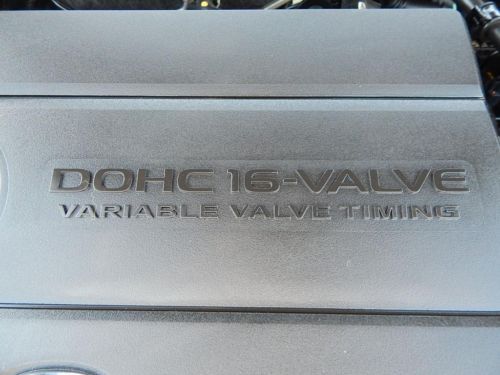 DOHC 16-VALVE
VARIABLE VALVE TIMING